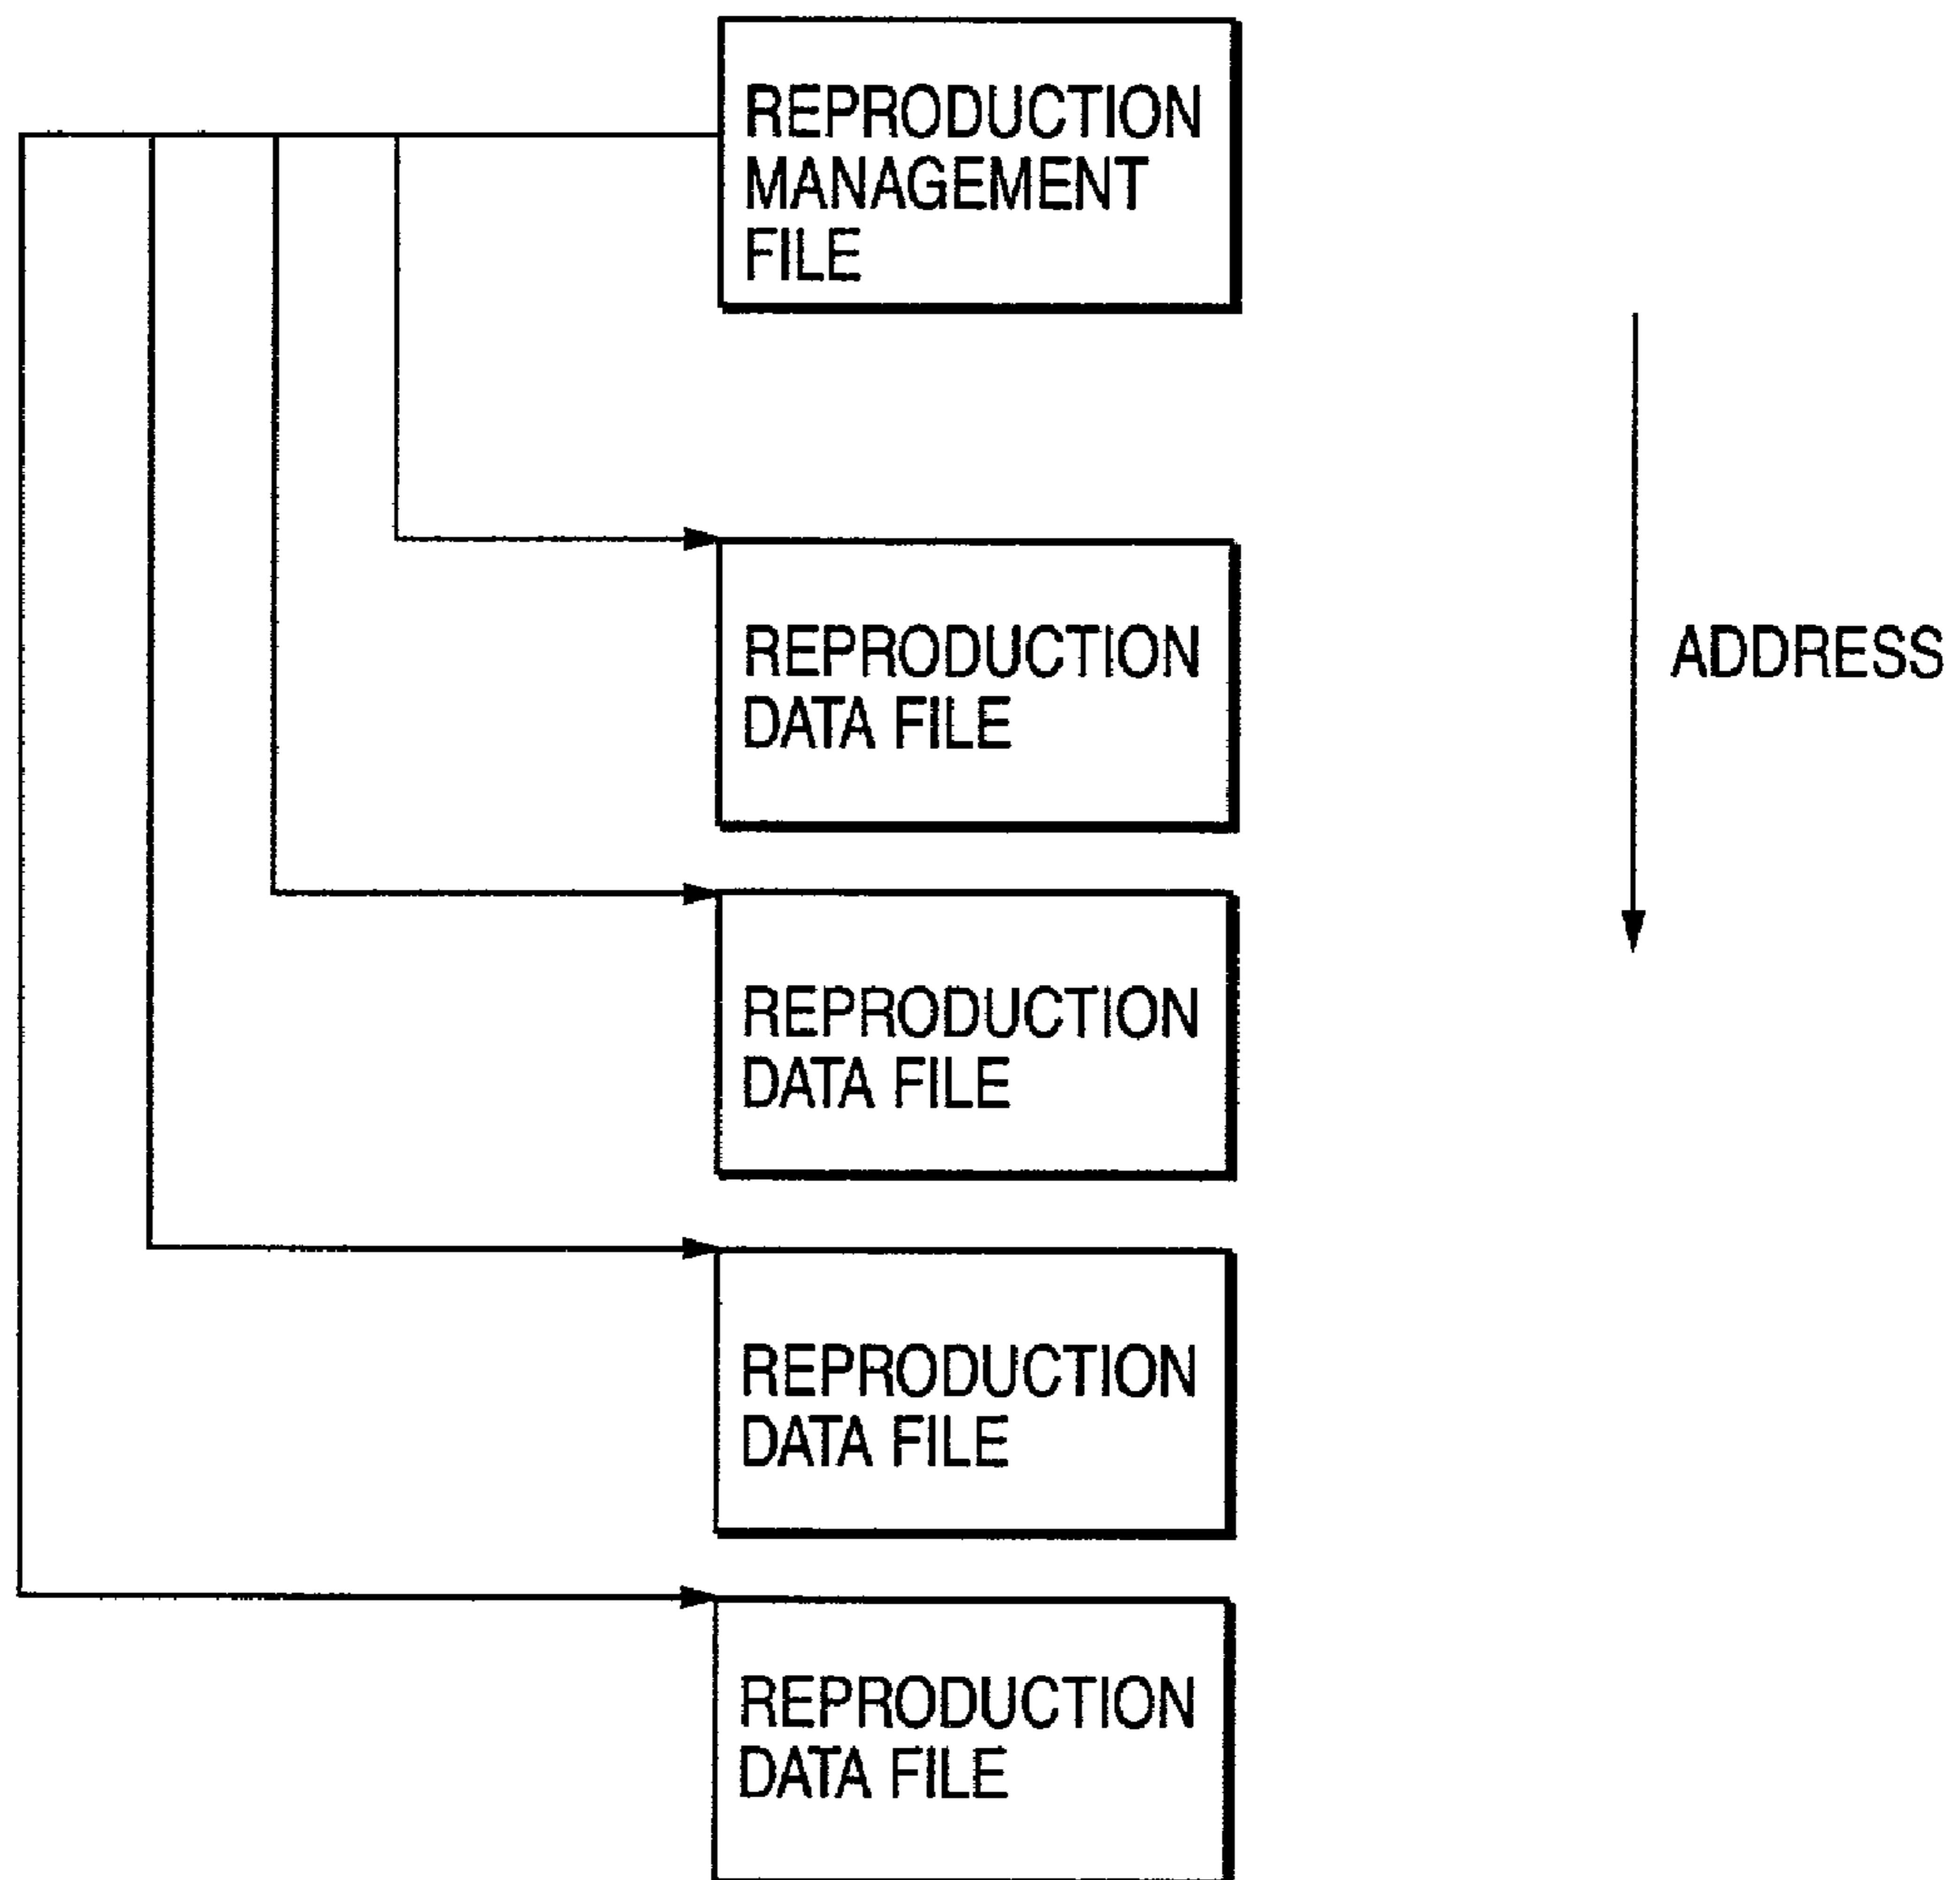 REPRODUCTION
MANAGEMENT
FILE
REPRODUCTION
DATA FILE
ADDRESS
REPRODUCTION
DATA FILE
REPRODUCTION
DATA FILE
REPRODUCTION
DATA FILE